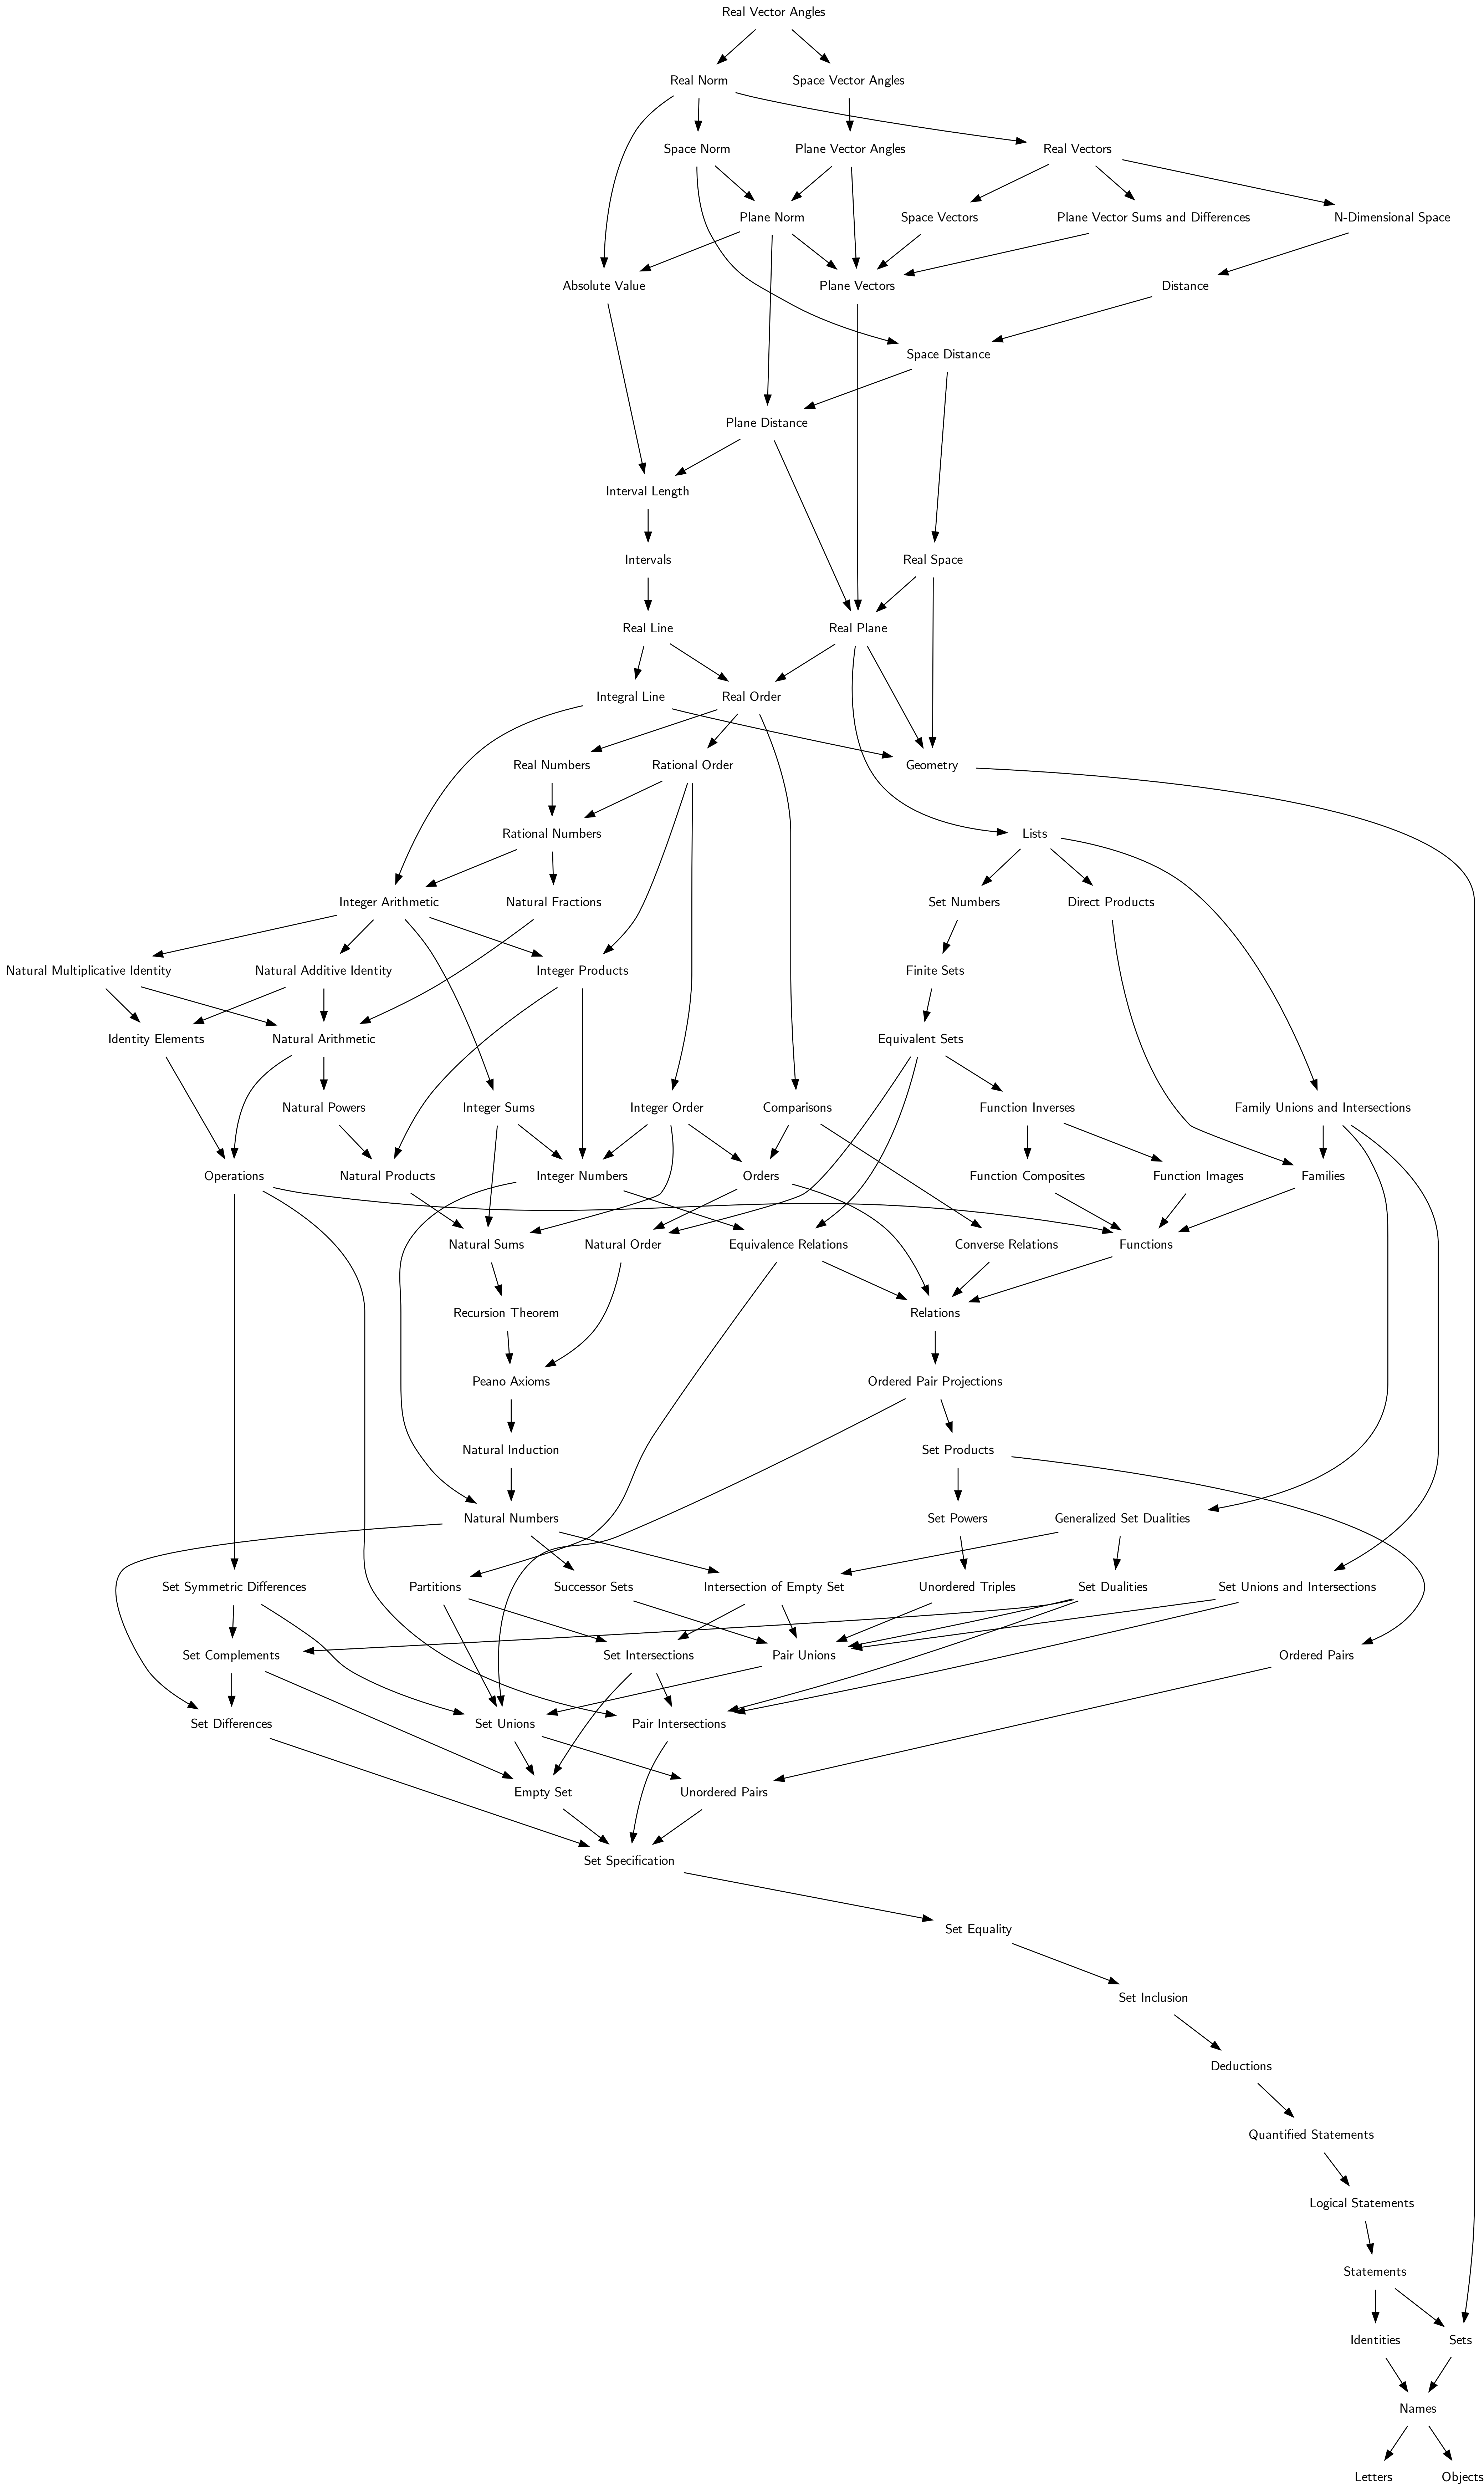 Real Vector Angles
Real Norm
Space Vector Angles
Space Norm
Plane Vector Angles
Real Vectors
Plane Norm
Space Vectors
Plane Vector Sums and Differences
N-Dimensional Space
Absolute Value
Plane Vectors
Distance
Space Distance
Plane Distance
Interval Length
Intervals
Real Space
Real Line
Real Plane
Integral Line
Real Order
Real Numbers
Rational Order
Geometry
Rational Numbers
Lists
Integer Arithmetic
Natural Fractions
Set Numbers
Direct Products
Natural Multiplicative Identity
Natural Additive Identity
Integer Products
Finite Sets
Identity Elements
Natural Arithmetic
Equivalent Sets
Natural Powers
Integer Sums
Integer Order
Comparisons
Function Inverses
Family Unions and Intersections
Operations
Natural Products
Integer Numbers
Orders
Function Composites
Function Images
Families
Natural Sums
Natural Order
Equivalence Relations
Converse Relations
Functions
Recursion Theorem
Relations
Peano Axioms
Ordered Pair Projections
Natural Induction
Set Products
Natural Numbers
Set Powers
Generalized Set Dualities
Set Symmetric Differences
Partitions
Successor Sets
Intersection of Empty Set
Unordered Triples
Set Dualities
Set Unions and Intersections
Set Complements
Set Intersections
Pair Unions
Ordered Pairs
Set Differences
Set Unions
Pair Intersections
Empty Set
Unordered Pairs
Set Specification
Set Equality
Set Inclusion
Deductions
Quantified Statements
Logical Statements
Statements
Identities
Sets
Names
Letters
Objects